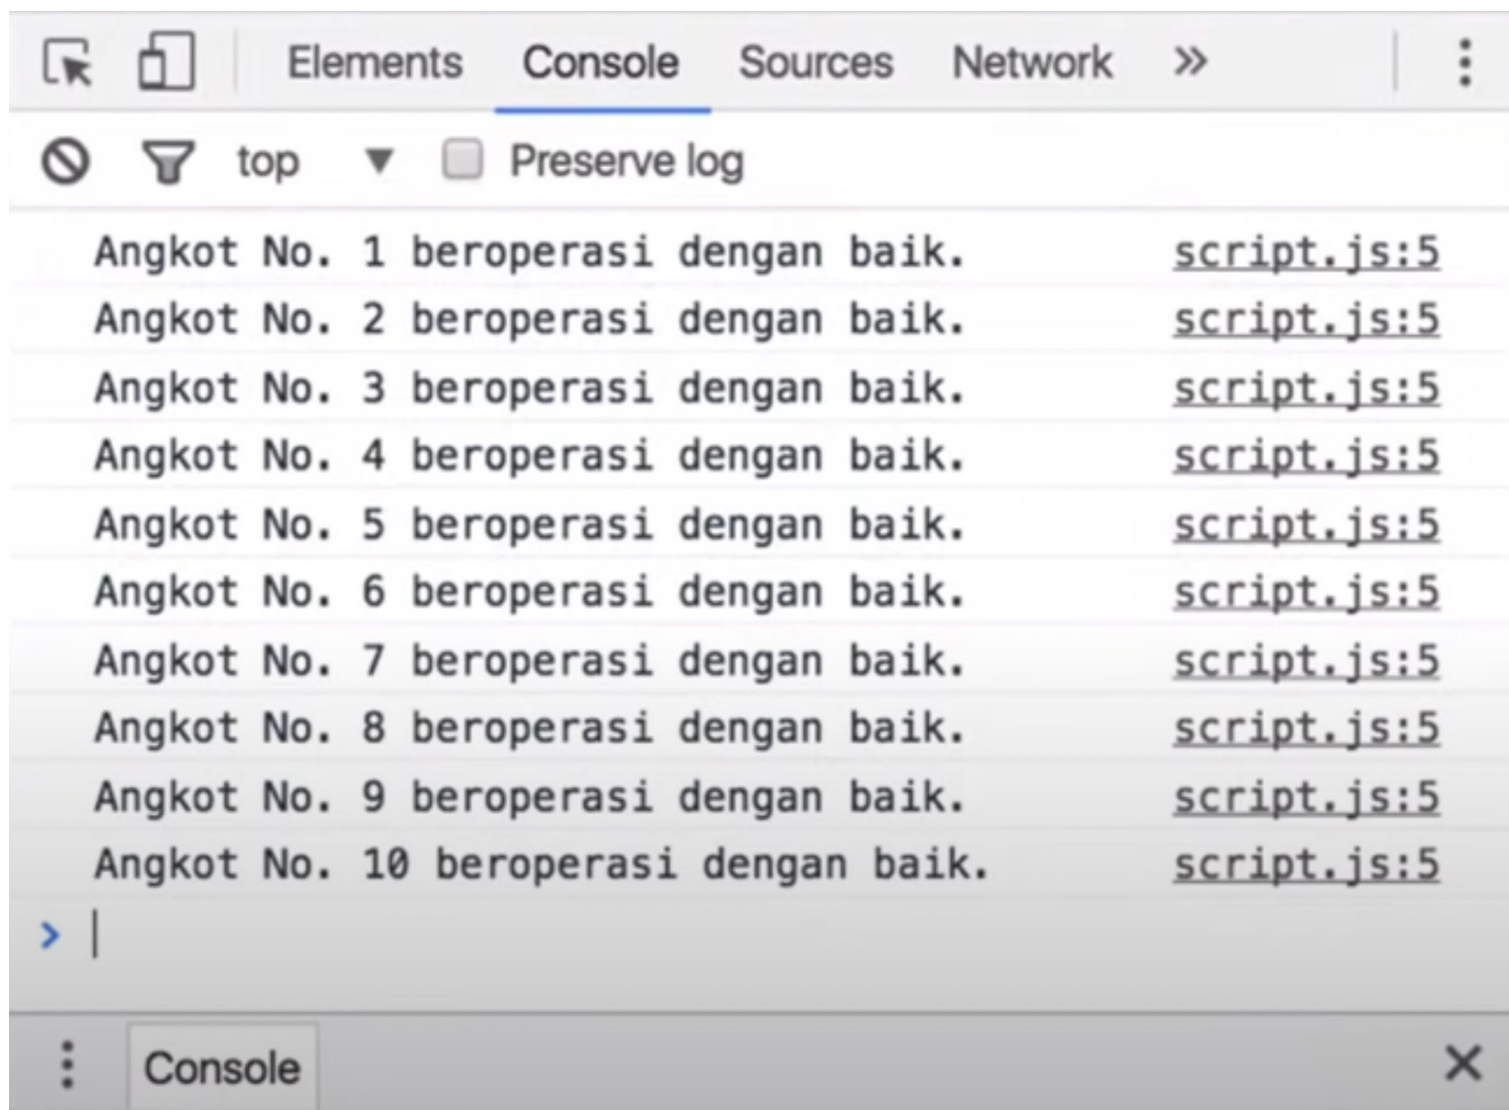 Elements Console Sources Network »
top ▼ Preserve log
Angkot No. 1 beroperasi dengan baik. script.js:5
Angkot No. 2 beroperasi dengan baik. script.js:5
Angkot No. 3 beroperasi dengan baik. script.js:5
Angkot No. 4 beroperasi dengan baik. script.js:5
Angkot No. 5 beroperasi dengan baik. script.js:5
Angkot No. 6 beroperasi dengan baik. script.js:5
Angkot No. 7 beroperasi dengan baik. script.js:5
Angkot No. 8 beroperasi dengan baik. script.js:5
Angkot No. 9 beroperasi dengan baik. script.js:5
Angkot No. 10 beroperasi dengan baik. script.js:5
>
Console